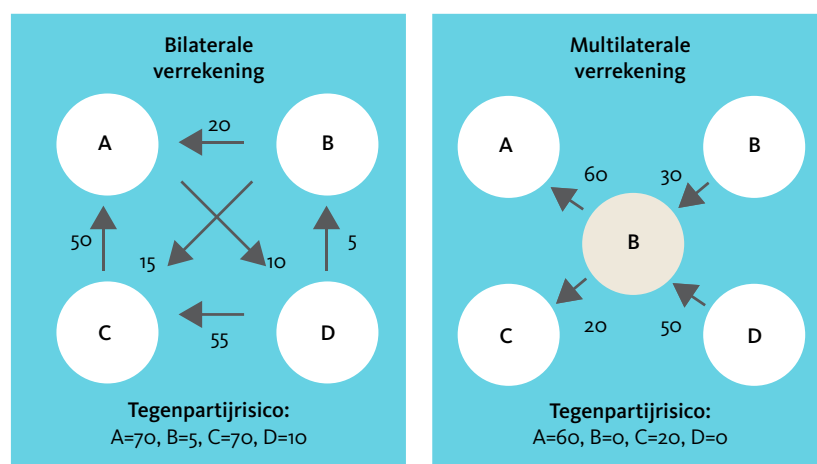 Bilaterale
verrekening
A
20
B
50
15
10
5
C
55
D
Tegenpartijrisico:
A=70, B=5, C=70, D=10
Multilaterale
verrekening
A
B
60
30
B
C
20
50
D
Tegenpartijrisico:
A=60, B=0, C=20, D=0